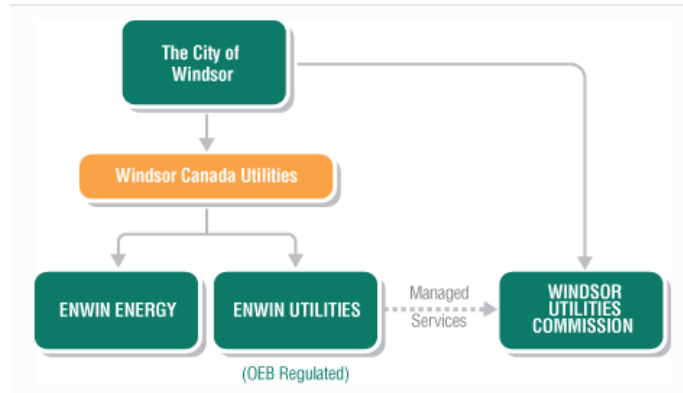 The City of
Windsor
Windsor Canada Utilities
ENWIN ENERGY
ENWIN UTILITIES
Managed
Services
WINDSOR
UTILITIES
COMMISSION
(OEB Regulated)